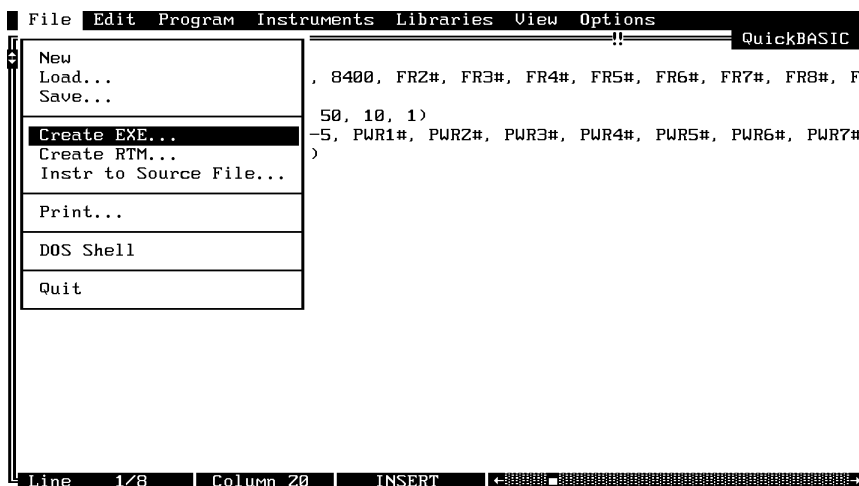 File Edit Program Instruments Libraries View Options
QuickBASIC
New
Load... , 8400, FR2#, FR3#, FR4#, FR5#, FR6#, FR7#, FR8#, F
Save...
50, 10, 1)
Create EXE... -5, PWR1#, PWR2#, PWR3#, PWR4#, PWR5#, PWR6#, PWR7#
Create RTM... )
Instr to Source File...
Print...
DOS Shell
Quit
Line 1/8 Column 20 INSERT